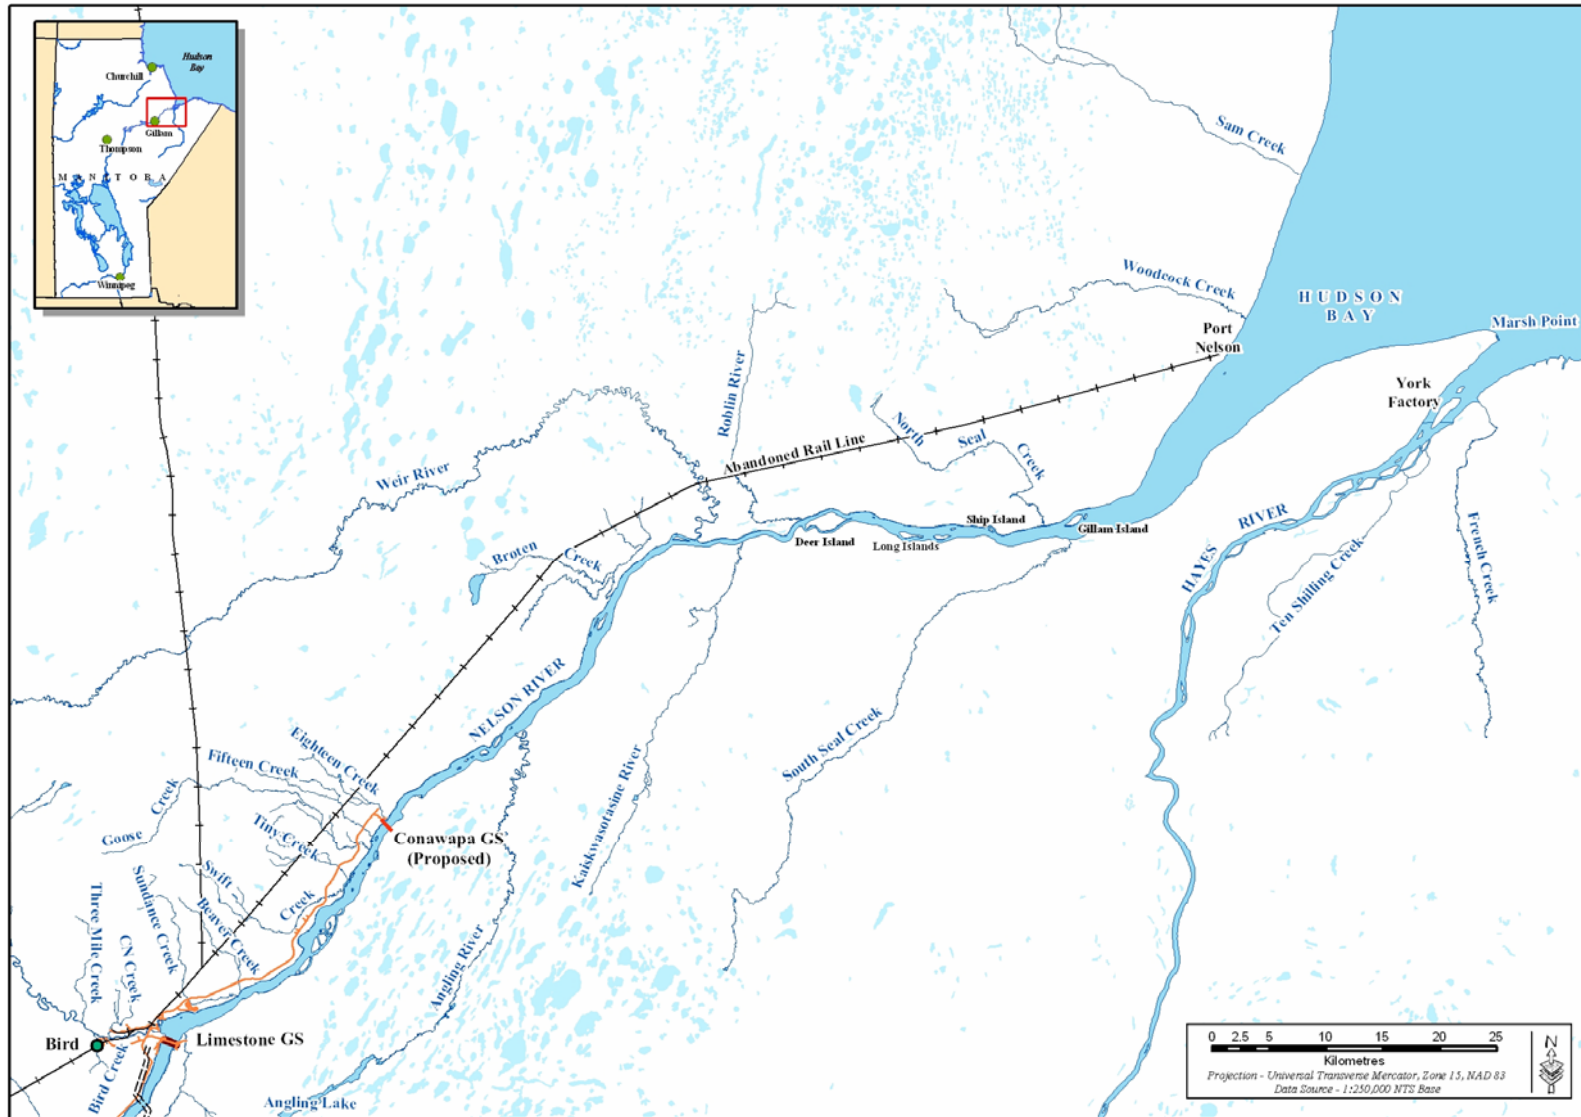 Hudson
Bay
Churchill
Gillam
Thompson
MANITOBA
Winnipeg
Sam Creek
Woodcock Creek
HUDSON
BAY
Marsh Point
Port
Nelson
York
Factory
Roblin River
North Seal Creek
Abandoned Rail Line
Weir River
Ship Island
Gillam Island
Deer Island
Long Islands
HAYES RIVER
French Creek
Ten Shilling Creek
Broten Creek
NELSON RIVER
South Seal Creek
Kaiskwasotasine River
Eighteen Creek
Fifteen Creek
Goose Creek
Tiny Creek
Conawapa GS
(Proposed)
Swift Creek
Sundance Creek
Beaver Creek
Three Mile Creek
CN Creek
Angling River
Bird
Limestone GS
Bird Creek
Angling Lake
0 2.5 5 10 15 20 25
Kilometres
Projection - Universal Transverse Mercator, Zone 15, NAD 83
Data Source - 1:250,000 NTS Base
N